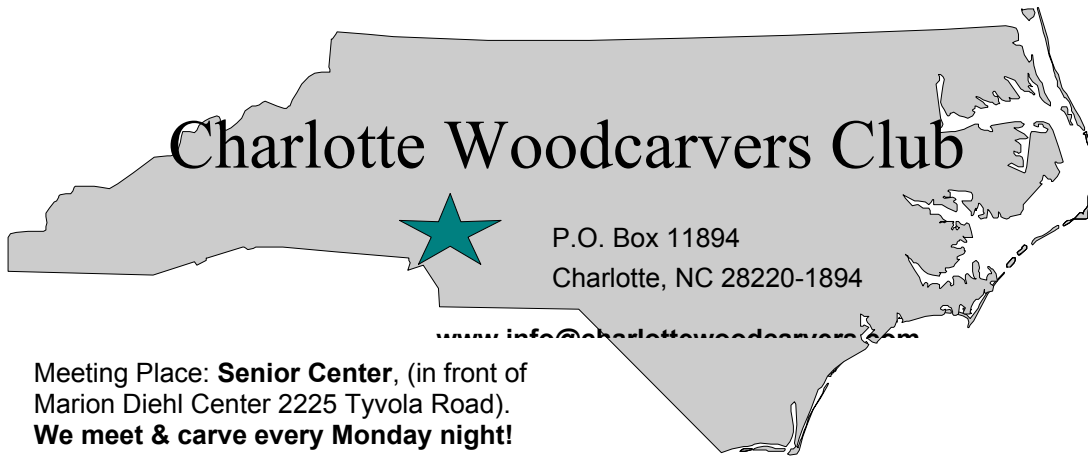 Charlotte Woodcarvers Club
P.O. Box 11894
Charlotte, NC 28220-1894
www.info@charlottewoodcarvers.com
Meeting Place: Senior Center, (in front of
Marion Diehl Center 2225 Tyvola Road).
We meet & carve every Monday night!